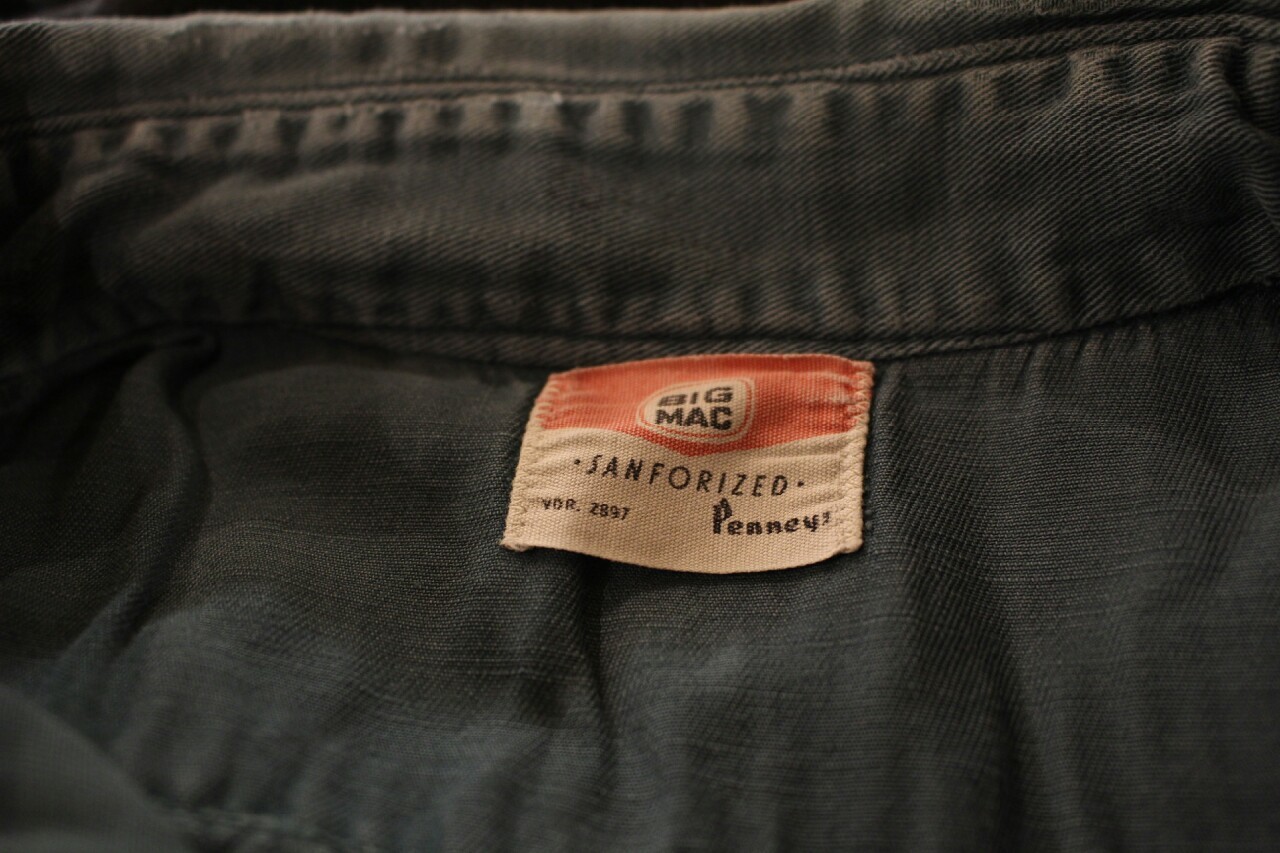 BIG
MAC
·SANFORIZED·
VDR. 2897
Penneys